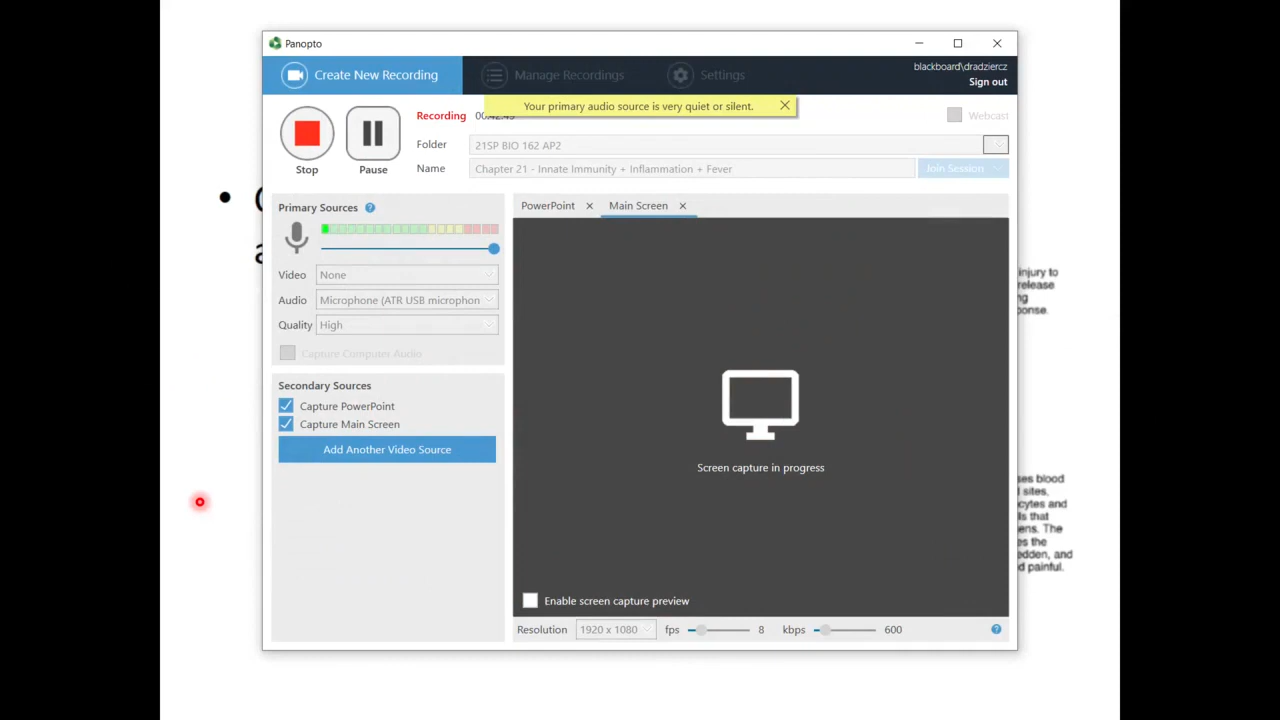 Panopto
Create New Recording
Manage Recordings
Settings
blackboard\dradziercz
Sign out
Your primary audio source is very quiet or silent.
Recording
Webcast
Stop
Pause
Folder
21SP BIO 162 AP2
Name
Chapter 21 - Innate Immunity + Inflammation + Fever
Join Session
Primary Sources
Video
None
Audio
Microphone (ATR USB microphon
Quality
High
Capture Computer Audio
Secondary Sources
Capture PowerPoint
Capture Main Screen
Add Another Video Source
PowerPoint
Main Screen
Screen capture in progress
Enable screen capture preview
Resolution
1920 x 1080
fps
8
kbps
600
injury to
release
ng
onse.
ses blood
sites,
cytes and
ls that
ens. The
es the
dden, and
d painful.